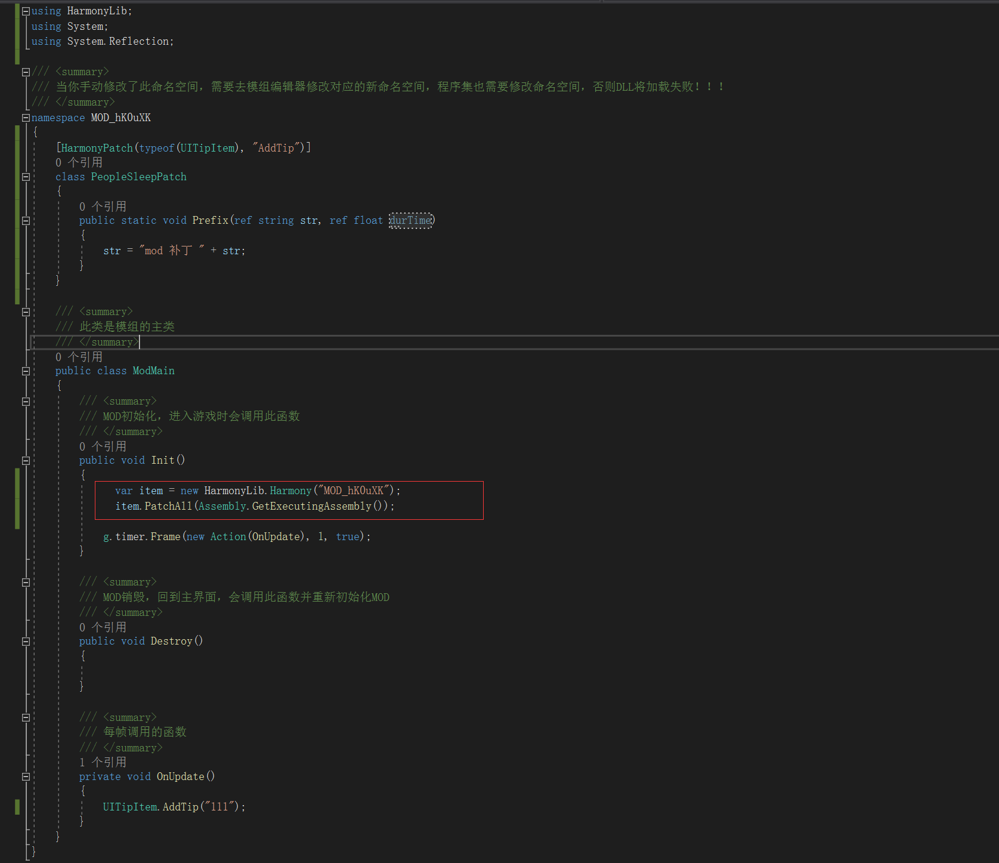 using HarmonyLib;
using System;
using System.Reflection;
/// <summary>
/// 当你手动修改了此命名空间，需要去模组编辑器修改对应的新命名空间，程序集也需要修改命名空间，否则DLL将加载失败！！！
/// </summary>
namespace MOD_hK0uXK
{
[HarmonyPatch(typeof(UITipItem), "AddTip")]
0 个引用
class PeopleSleepPatch
{
0 个引用
public static void Prefix(ref string str, ref float durTime)
{
str = "mod 补丁 " + str;
}
}
/// <summary>
/// 此类是模组的主类
/// </summary>
0 个引用
public class ModMain
{
/// <summary>
/// MOD初始化，进入游戏时会调用此函数
/// </summary>
0 个引用
public void Init()
{
var item = new HarmonyLib.Harmony("MOD_hK0uXK");
item.PatchAll(Assembly.GetExecutingAssembly());
g.timer.Frame(new Action(OnUpdate), 1, true);
}
/// <summary>
/// MOD销毁，回到主界面，会调用此函数并重新初始化MOD
/// </summary>
0 个引用
public void Destroy()
{
}
/// <summary>
/// 每帧调用的函数
/// </summary>
1 个引用
private void OnUpdate()
{
UITipItem.AddTip("111");
}
}
}